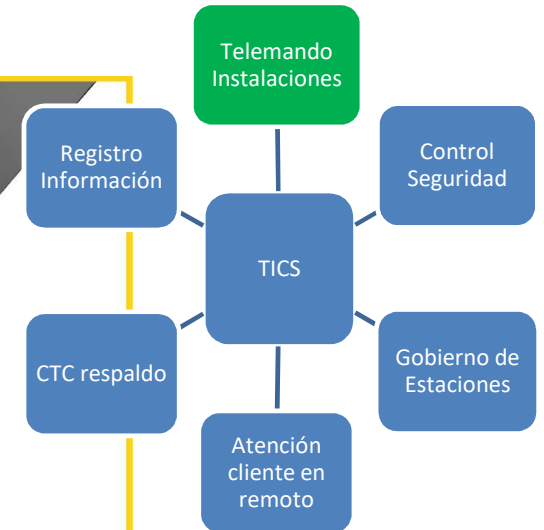 Telemando
Instalaciones
Registro
Información
Control
Seguridad
TICS
CTC respaldo
Gobierno de
Estaciones
Atención
cliente en
remoto